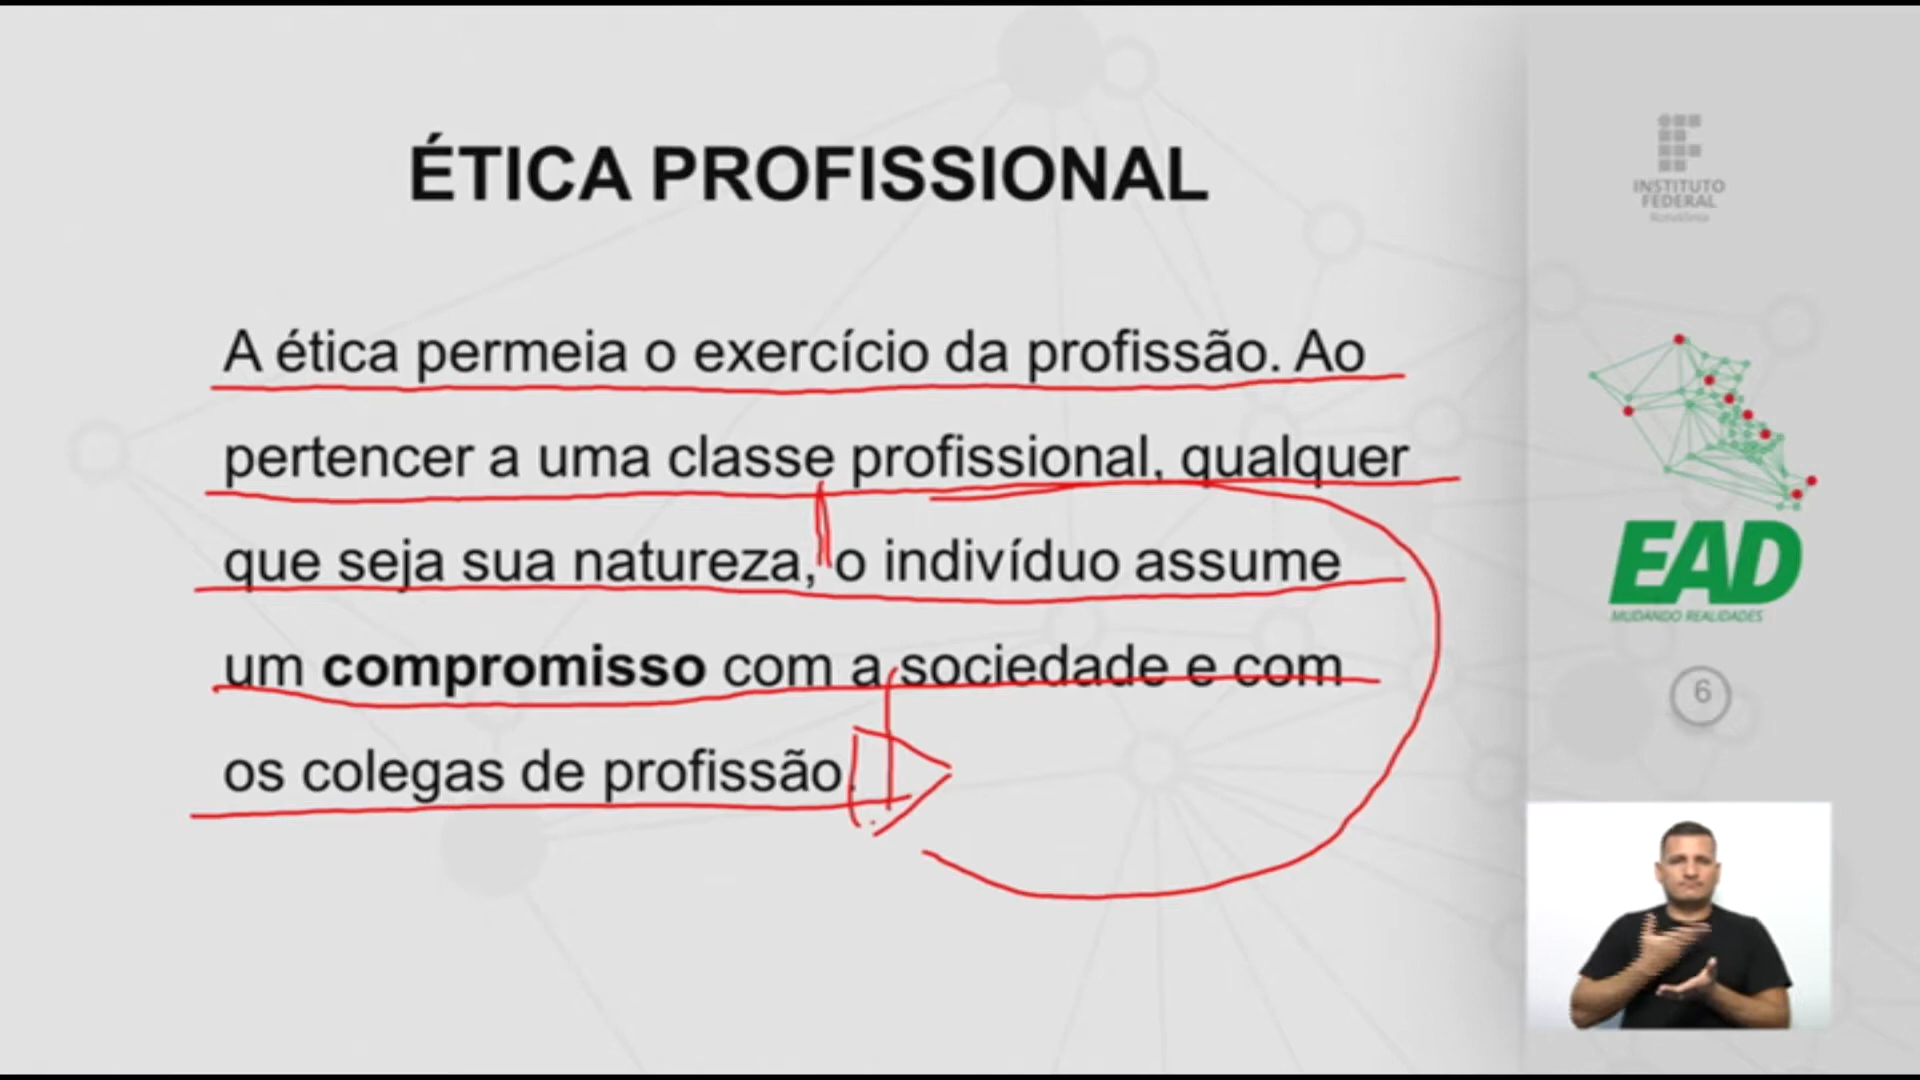 ÉTICA PROFISSIONAL
A ética permeia o exercício da profissão. Ao
pertencer a uma classe profissional, qualquer
que seja sua natureza, o indivíduo assume
um compromisso com a sociedade e com
os colegas de profissão.
INSTITUTO
FEDERAL
Rondônia
EAD
MUDANDO REALIDADES
6